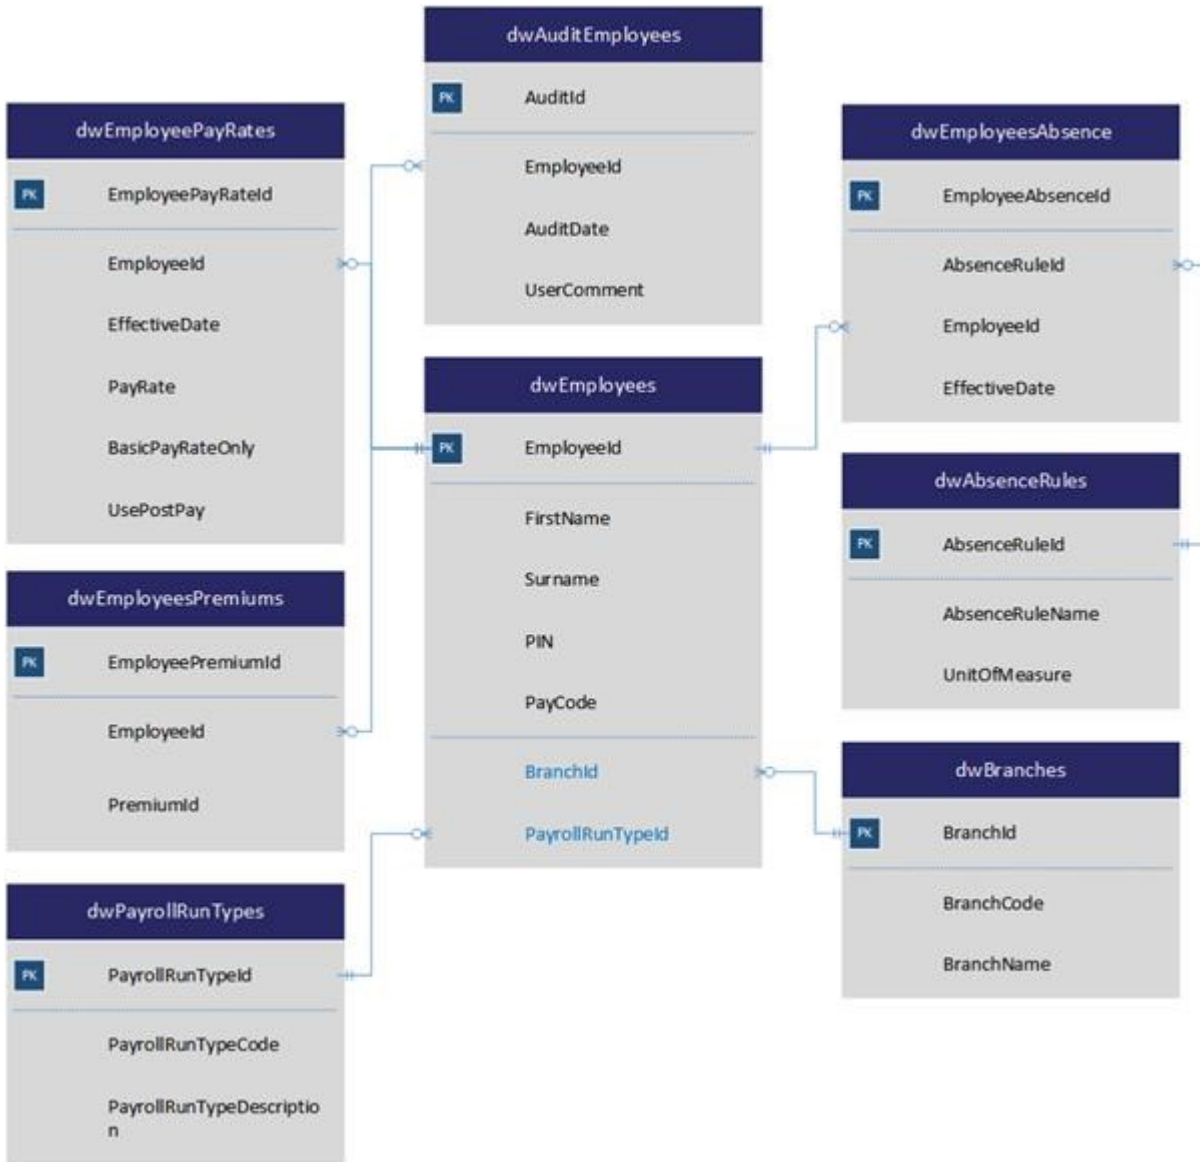 dwAuditEmployees
PK AuditId
EmployeeId
AuditDate
UserComment
dwEmployeePayRates
PK EmployeePayRateId
EmployeeId
EffectiveDate
PayRate
BasicPayRateOnly
UsePostPay
dwEmployeesAbsence
PK EmployeeAbsenceId
AbsenceRuleId
EmployeeId
EffectiveDate
dwEmployees
PK EmployeeId
FirstName
Surname
PIN
PayCode
BranchId
PayrollRunTypeId
dwAbsenceRules
PK AbsenceRuleId
AbsenceRuleName
UnitOfMeasure
dwEmployeesPremiums
PK EmployeePremiumId
EmployeeId
PremiumId
dwBranches
PK BranchId
BranchCode
BranchName
dwPayrollRunTypes
PK PayrollRunTypeId
PayrollRunTypeCode
PayrollRunTypeDescriptio
n